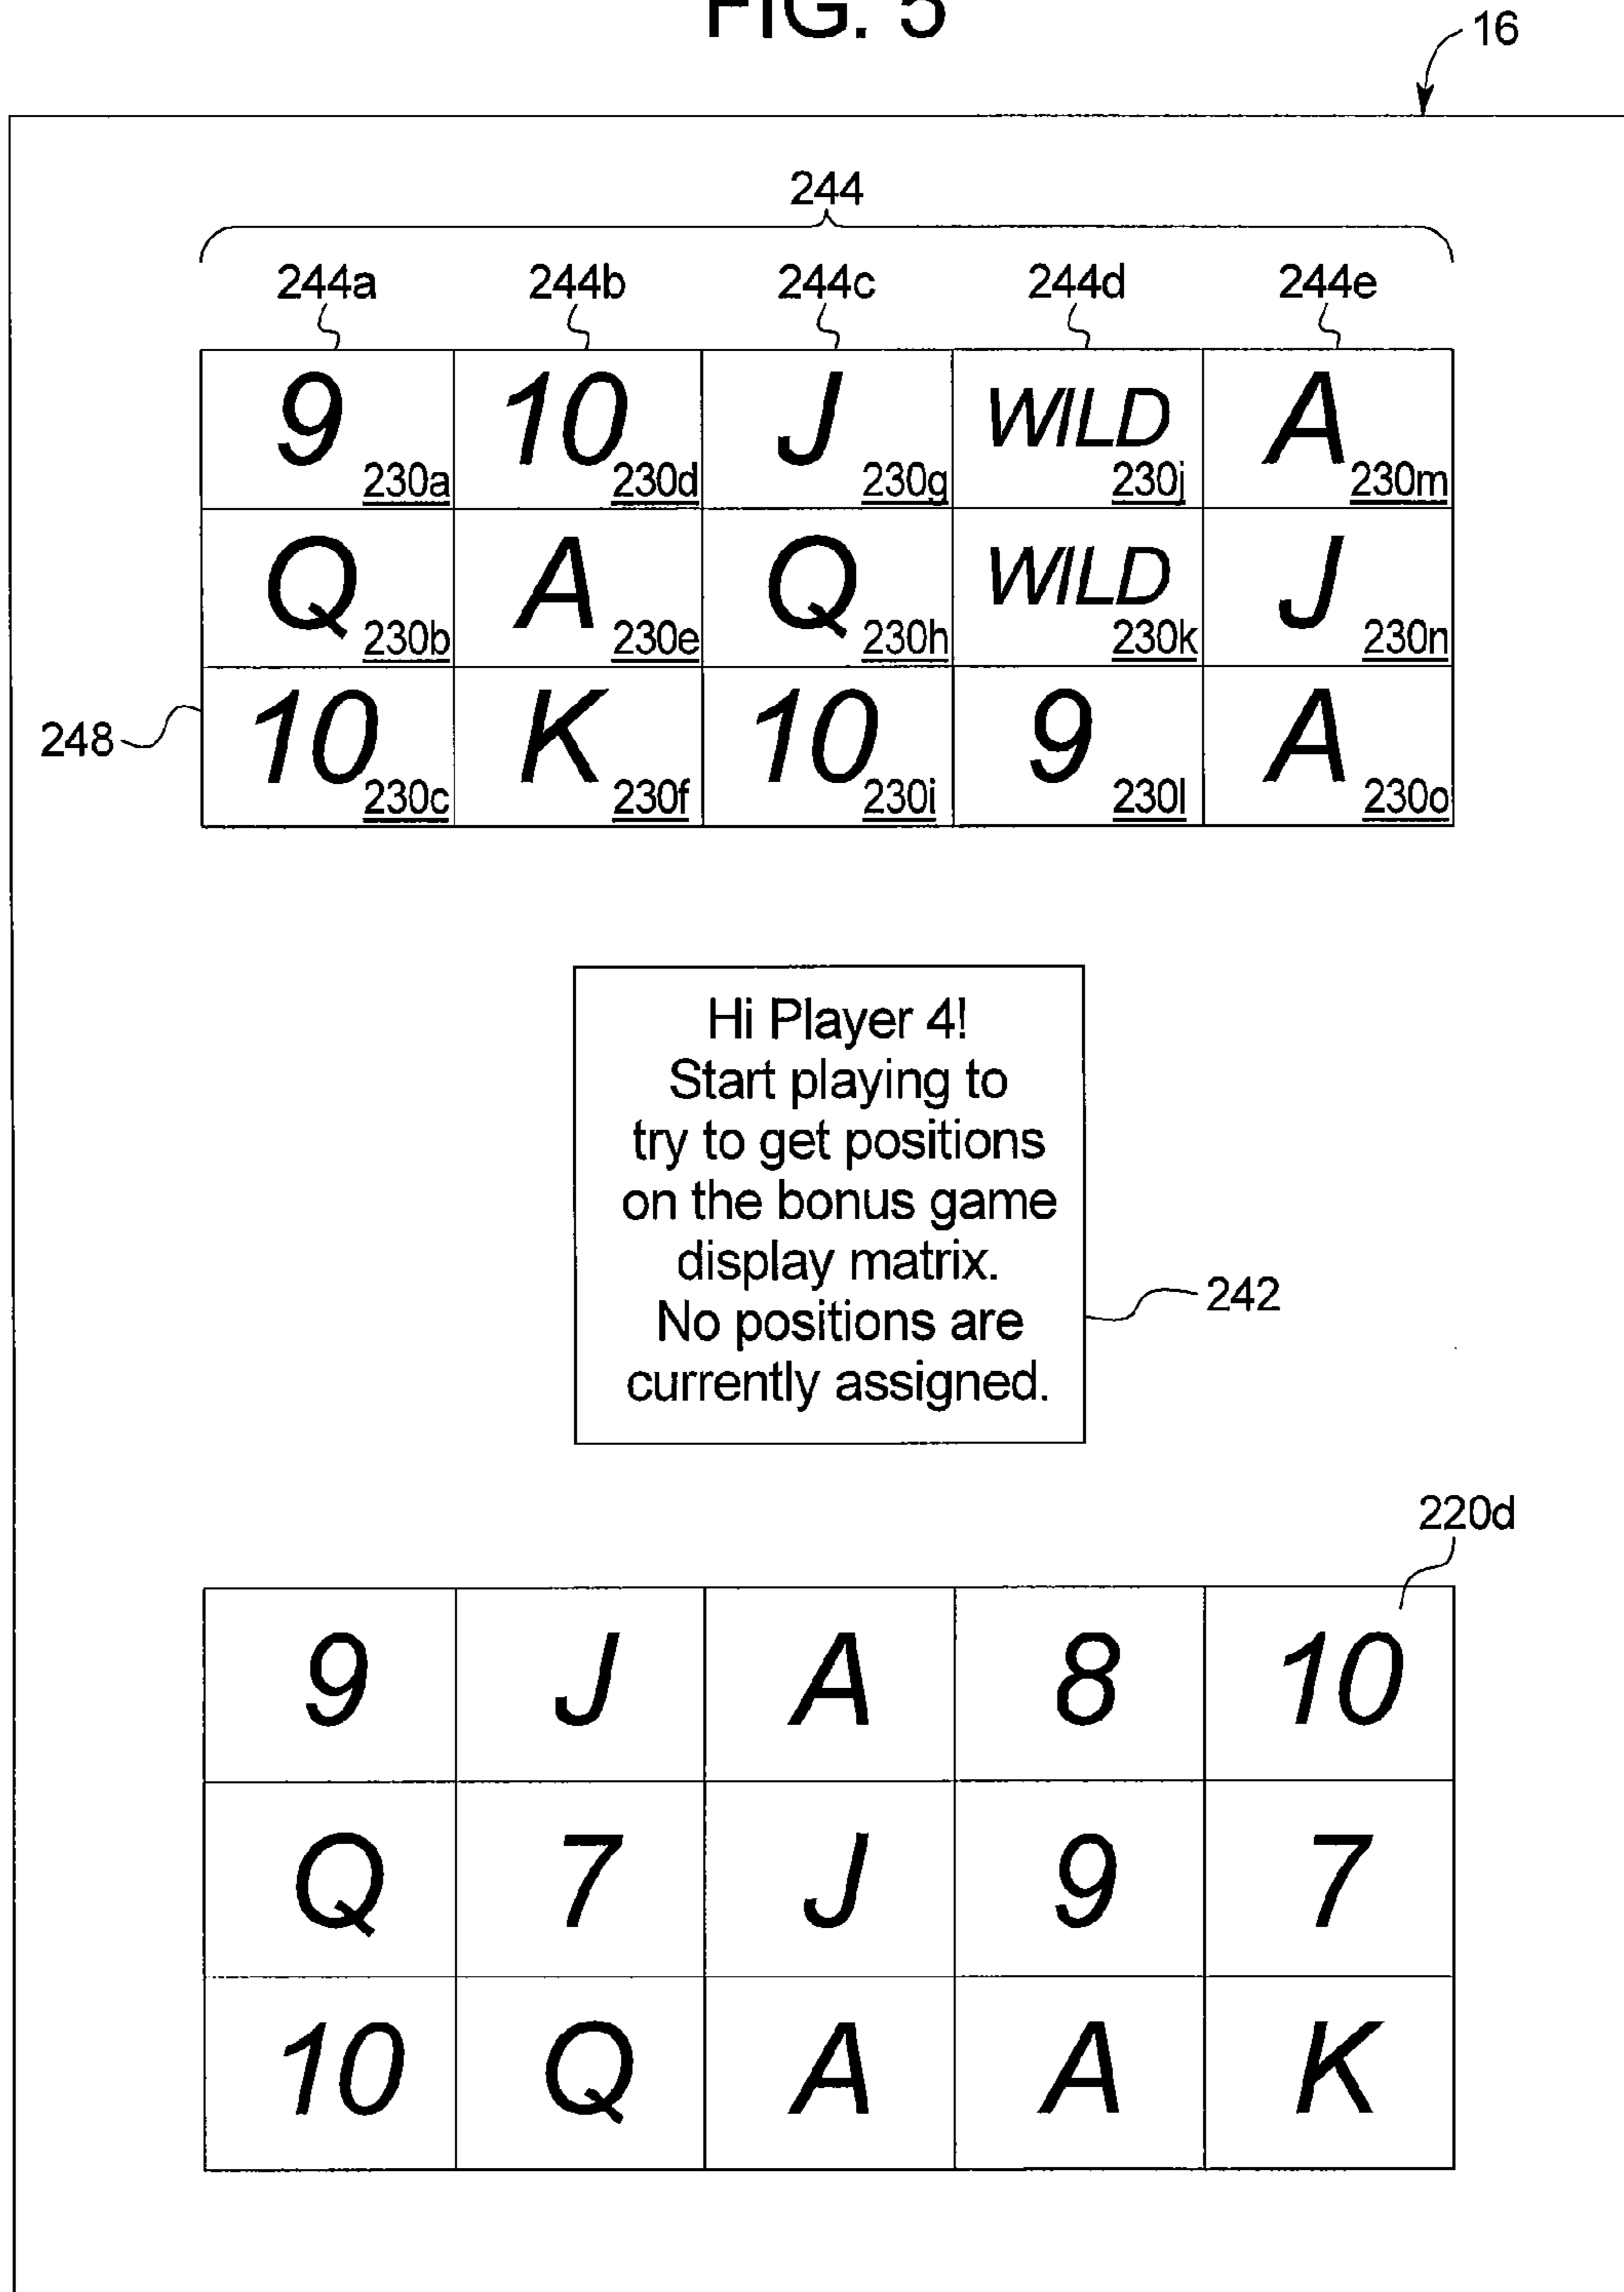 FIG. 5
16
244
244a 244b 244c 244d 244e
9 10 J WILD A
230a 230d 230g 230j 230m
Q A Q WILD J
230b 230e 230h 230k 230n
248
10 K 10 9 A
230c 230f 230i 230l 230o
Hi Player 4!
Start playing to
try to get positions
on the bonus game
display matrix.
No positions are
currently assigned.
242
220d
9 J A 8 10
Q 7 J 9 7
10 Q A A K